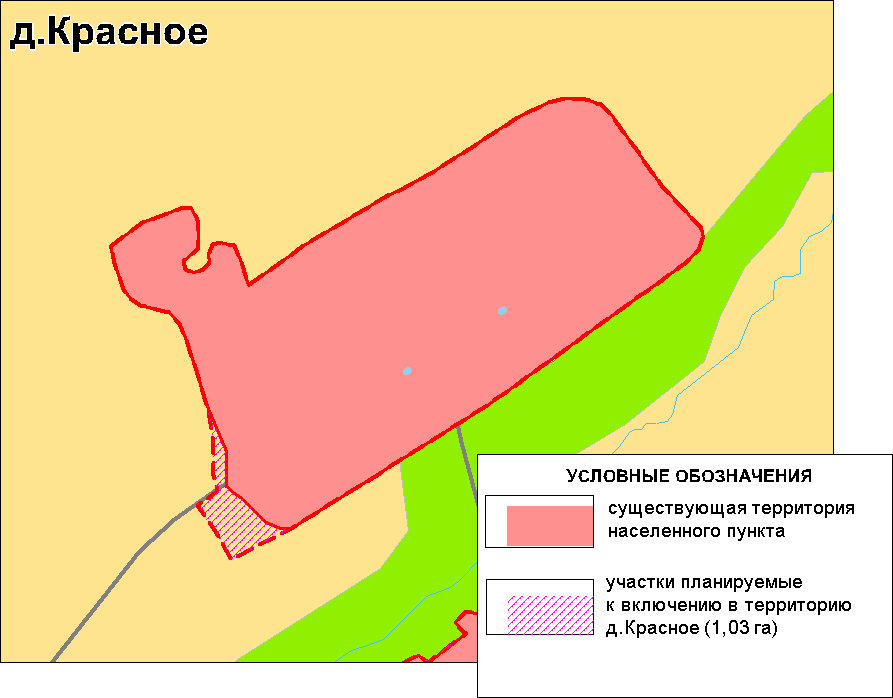 д.Красное
УСЛОВНЫЕ ОБОЗНАЧЕНИЯ
существующая территория
населенного пункта
участки планируемые
к включению в территорию
д.Красное (1,03 га)